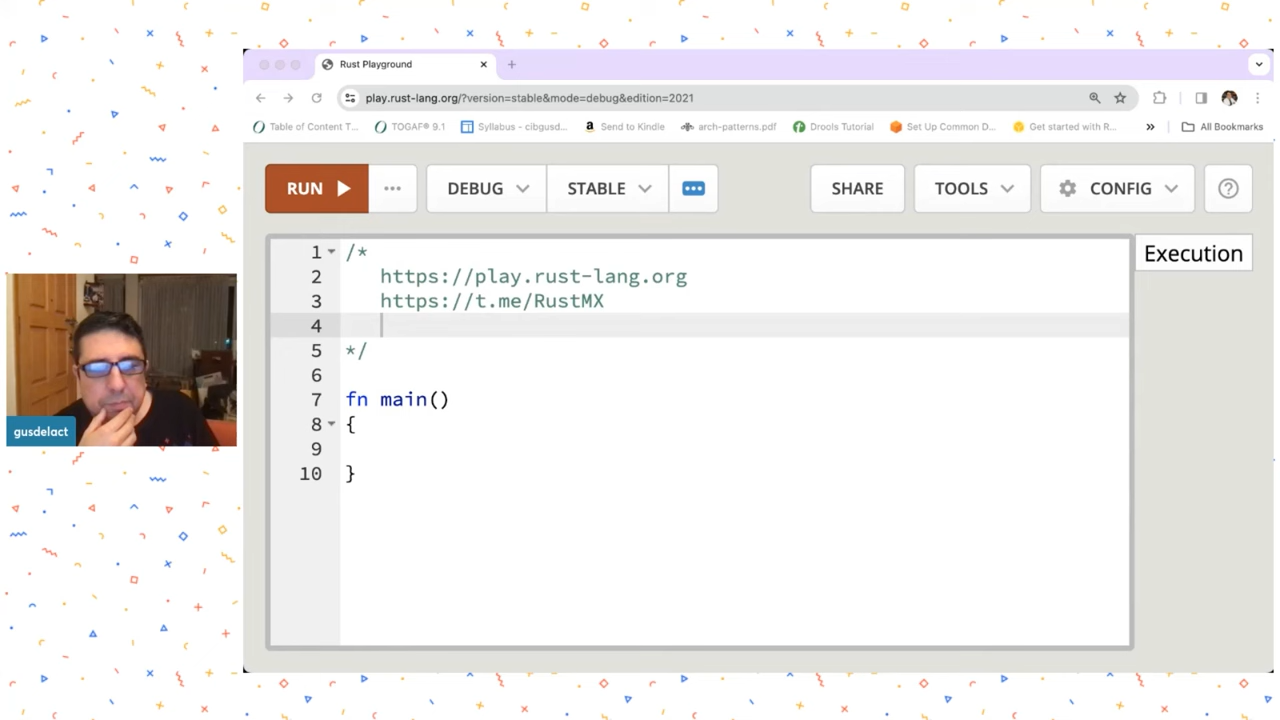 Rust Playground
play.rust-lang.org/?version=stable&mode=debug&edition=2021
Table of Content T... TOGAF® 9.1 Syllabus - cibgusd... Send to Kindle arch-patterns.pdf Drools Tutorial Set Up Common D... Get started with R... » All Bookmarks
RUN ... DEBUG STABLE ... SHARE TOOLS CONFIG ?
1 /*
2 https://play.rust-lang.org
3 https://t.me/RustMX
4
5 */
6
7 fn main()
8 {
9
10 }
Execution
gusdelact